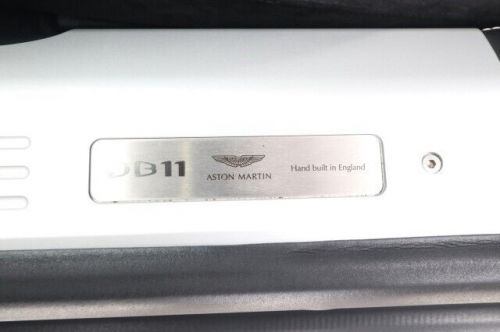 DB11
ASTON MARTIN
Hand built in England